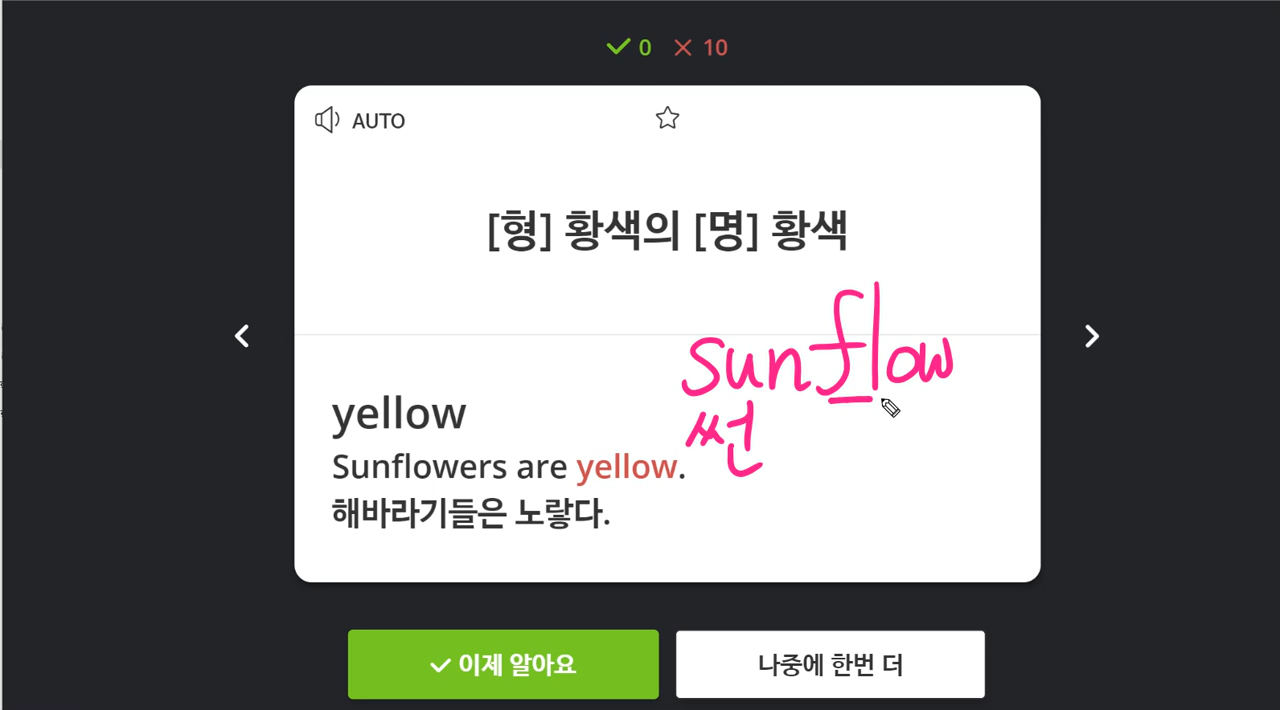 0 10
AUTO
[형] 황색의 [명] 황색
sunflow
썬
yellow
Sunflowers are yellow.
해바라기들은 노랗다.
이제 알아요 나중에 한번 더